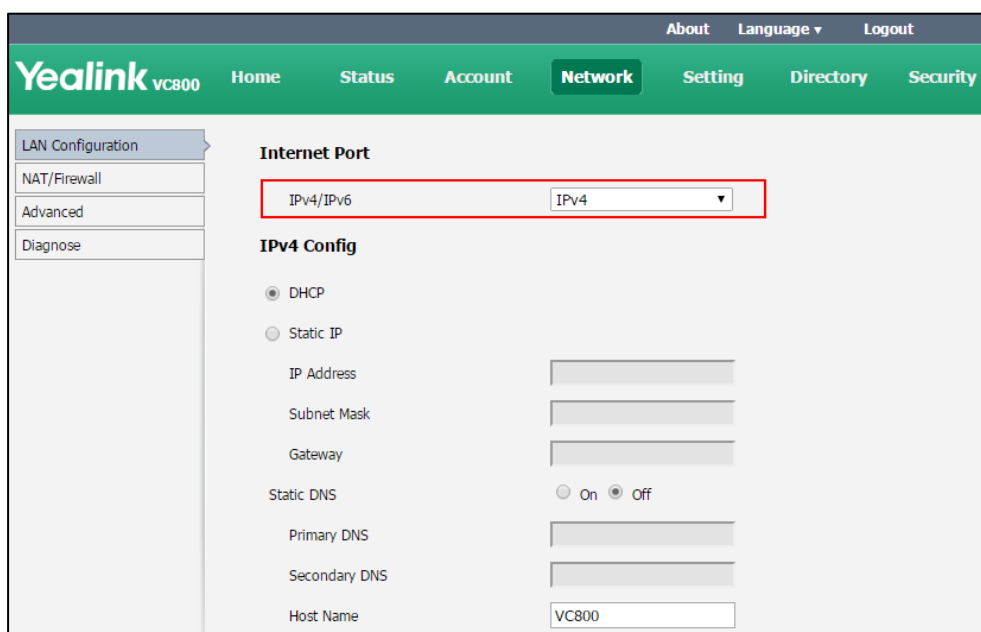 About Language ▾ Logout
Yealink VC800 Home Status Account Network Setting Directory Security
LAN Configuration
NAT/Firewall
Advanced
Diagnose
Internet Port
IPv4/IPv6 IPv4
IPv4 Config
DHCP
Static IP
IP Address
Subnet Mask
Gateway
Static DNS On Off
Primary DNS
Secondary DNS
Host Name VC800